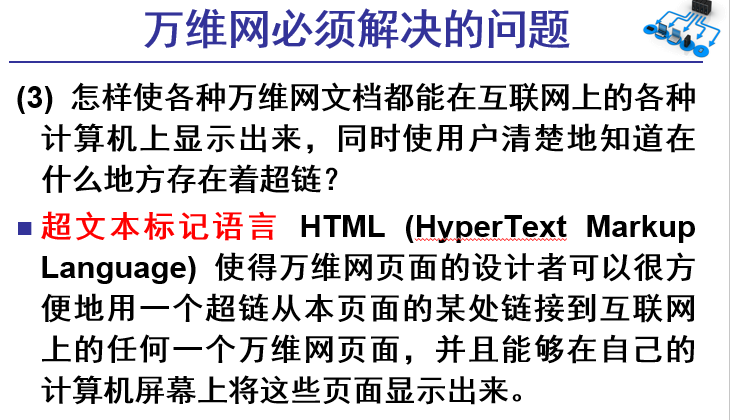 万维网必须解决的问题
(3) 怎样使各种万维网文档都能在互联网上的各种
计算机上显示出来，同时使用户清楚地知道在
什么地方存在着超链？
超文本标记语言 HTML (HyperText Markup
Language) 使得万维网页面的设计者可以很方
便地用一个超链从本页面的某处链接到互联网
上的任何一个万维网页面，并且能够在自己的
计算机屏幕上将这些页面显示出来。